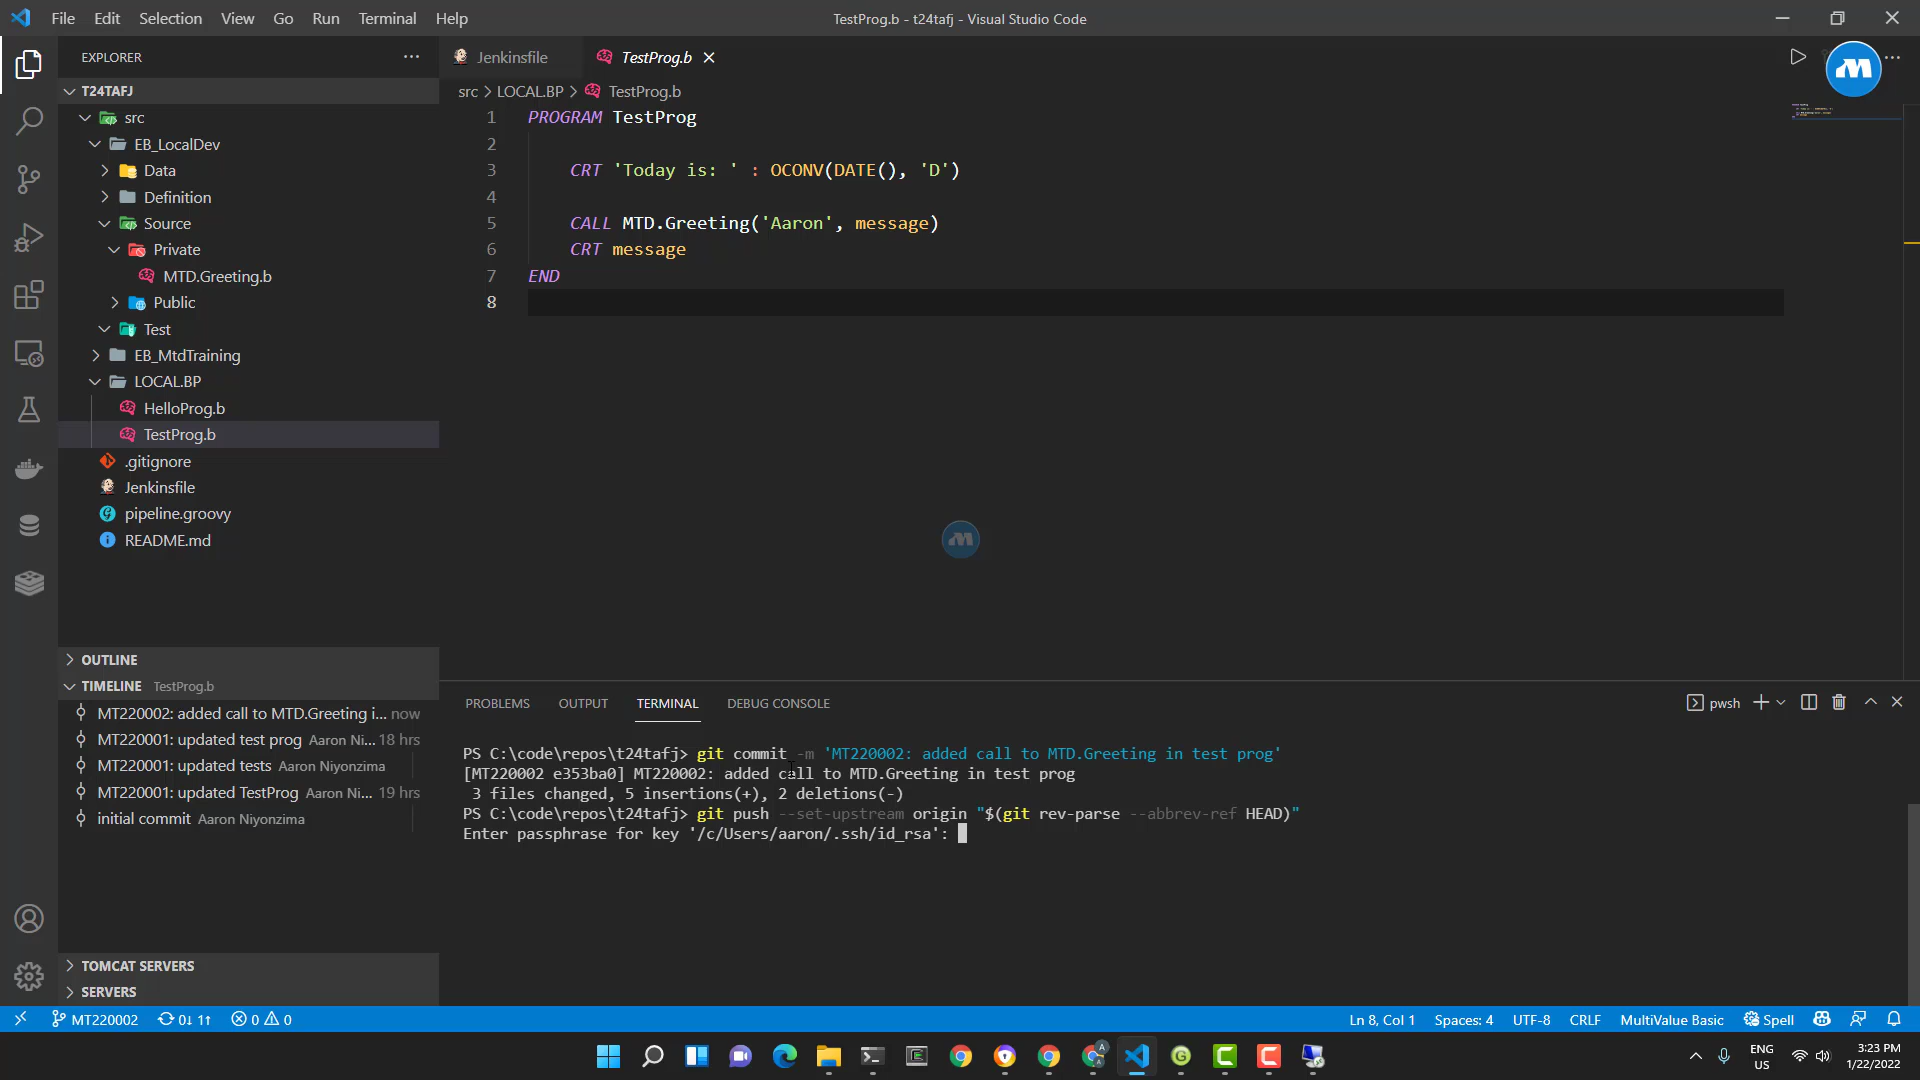 File Edit Selection View Go Run Terminal Help
TestProg.b - t24tafj - Visual Studio Code
EXPLORER
T24TAFJ
src
EB_LocalDev
Data
Definition
Source
Private
MTD.Greeting.b
Public
Test
EB_MtdTraining
LOCAL.BP
HelloProg.b
TestProg.b
.gitignore
Jenkinsfile
pipeline.groovy
README.md
OUTLINE
TIMELINE TestProg.b
MT220002: added call to MTD.Greeting i... now
MT220001: updated test prog Aaron Ni... 18 hrs
MT220001: updated tests Aaron Niyonzima
MT220001: updated TestProg Aaron Ni... 19 hrs
initial commit Aaron Niyonzima
TOMCAT SERVERS
SERVERS
Jenkinsfile
TestProg.b
src > LOCAL.BP > TestProg.b
1 PROGRAM TestProg
2
3 CRT 'Today is: ' : OCONV(DATE(), 'D')
4
5 CALL MTD.Greeting('Aaron', message)
6 CRT message
7 END
8
PROBLEMS OUTPUT TERMINAL DEBUG CONSOLE
pwsh
PS C:\code\repos\t24tafj> git commit -m 'MT220002: added call to MTD.Greeting in test prog'
[MT220002 e353ba0] MT220002: added call to MTD.Greeting in test prog
3 files changed, 5 insertions(+), 2 deletions(-)
PS C:\code\repos\t24tafj> git push --set-upstream origin "$(git rev-parse --abbrev-ref HEAD)"
Enter passphrase for key '/c/Users/aaron/.ssh/id_rsa':
MT220002 0↓ 1↑ 0 0
Ln 8, Col 1 Spaces: 4 UTF-8 CRLF MultiValue Basic Spell
ENG
US
3:23 PM
1/22/2022